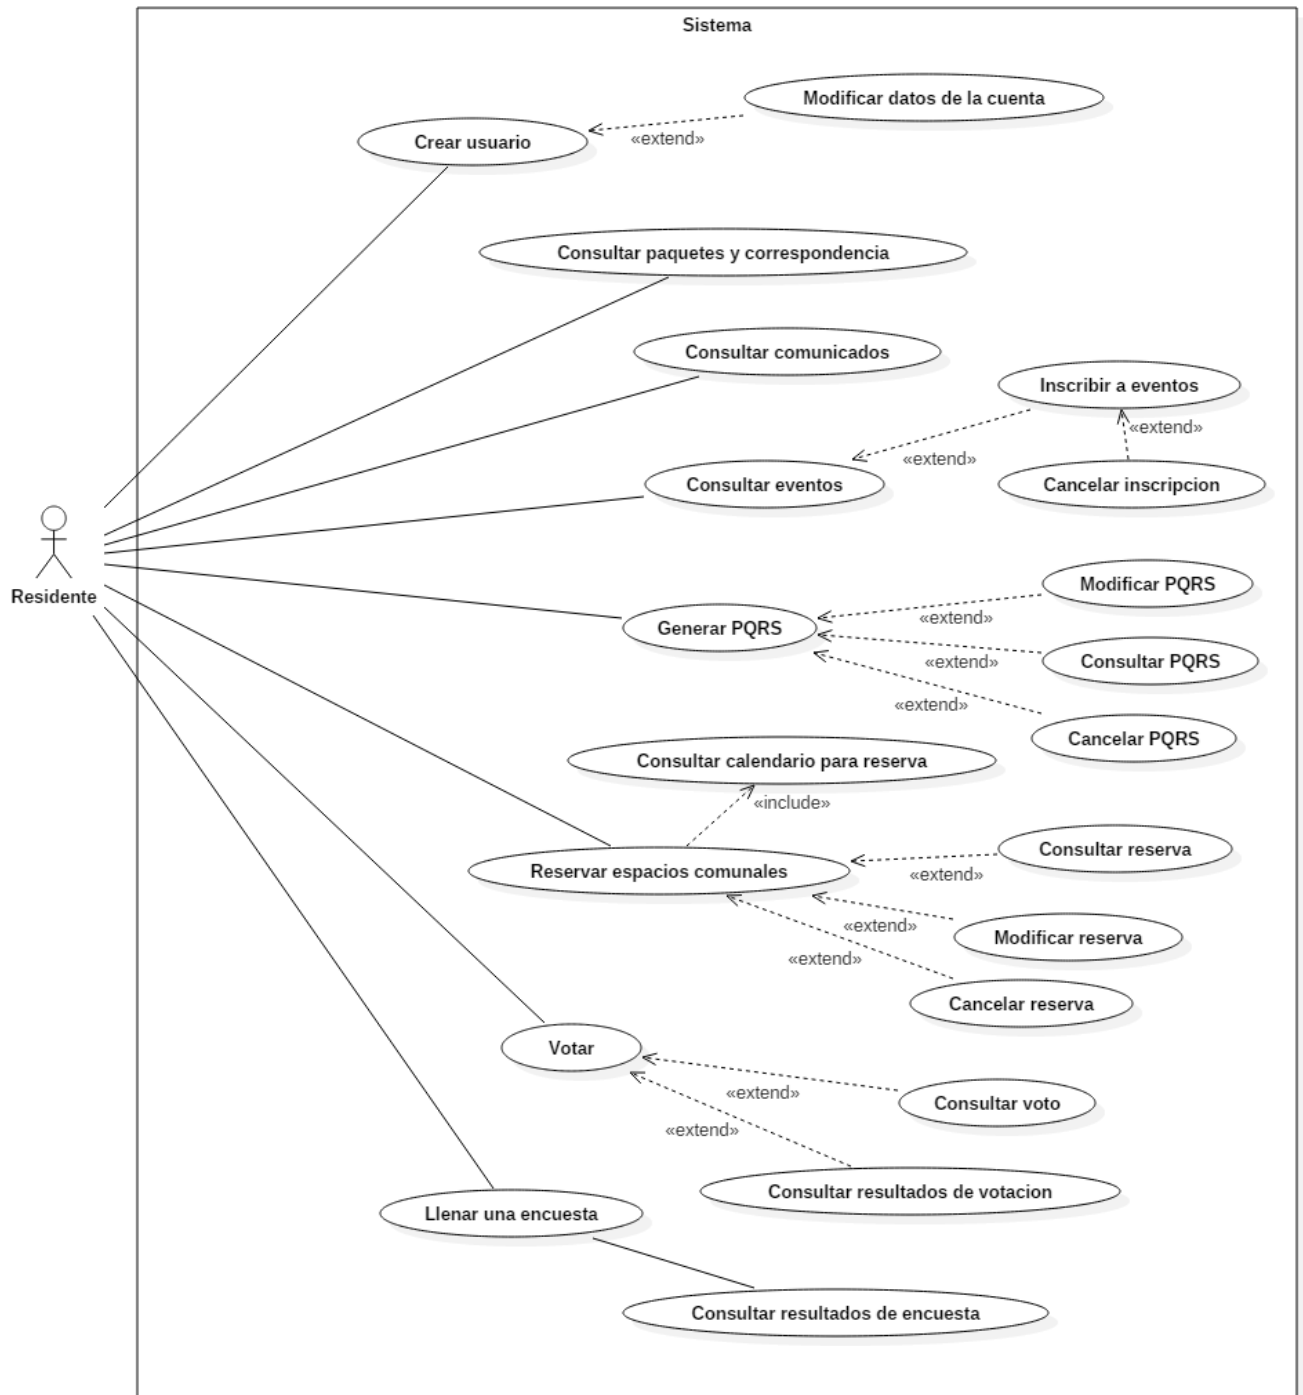 Sistema
Modificar datos de la cuenta
«extend»
Crear usuario
Consultar paquetes y correspondencia
Consultar comunicados
Inscribir a eventos
«extend»
«extend»
Consultar eventos
Cancelar inscripcion
Residente
Modificar PQRS
«extend»
Generar PQRS
«extend»
Consultar PQRS
«extend»
Cancelar PQRS
Consultar calendario para reserva
«include»
Consultar reserva
Reservar espacios comunales
«extend»
«extend»
Modificar reserva
«extend»
Cancelar reserva
Votar
«extend»
Consultar voto
«extend»
Consultar resultados de votacion
Llenar una encuesta
Consultar resultados de encuesta